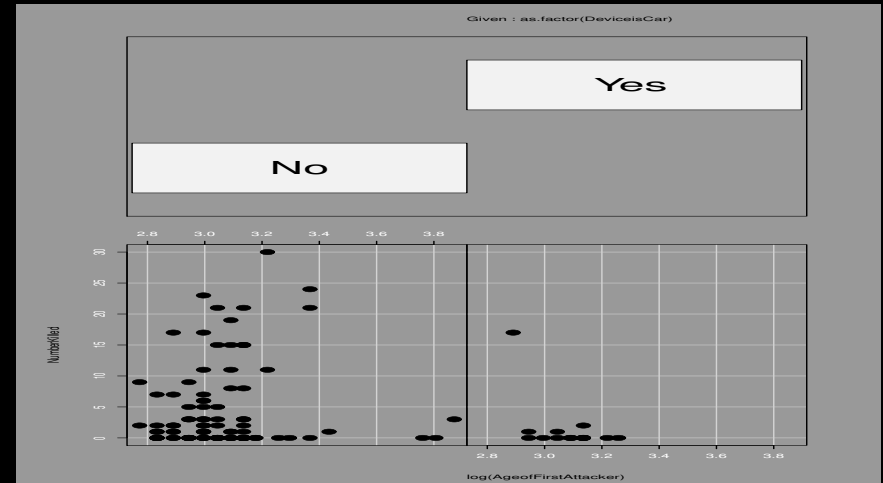 Given : as.factor(DeviceisCar)
Yes
No
2.8 3.0 3.2 3.4 3.6 3.8
30
25
20
15
10
5
0
NumberKilled
2.8 3.0 3.2 3.4 3.6 3.8
log(AgeofFirstAttacker)